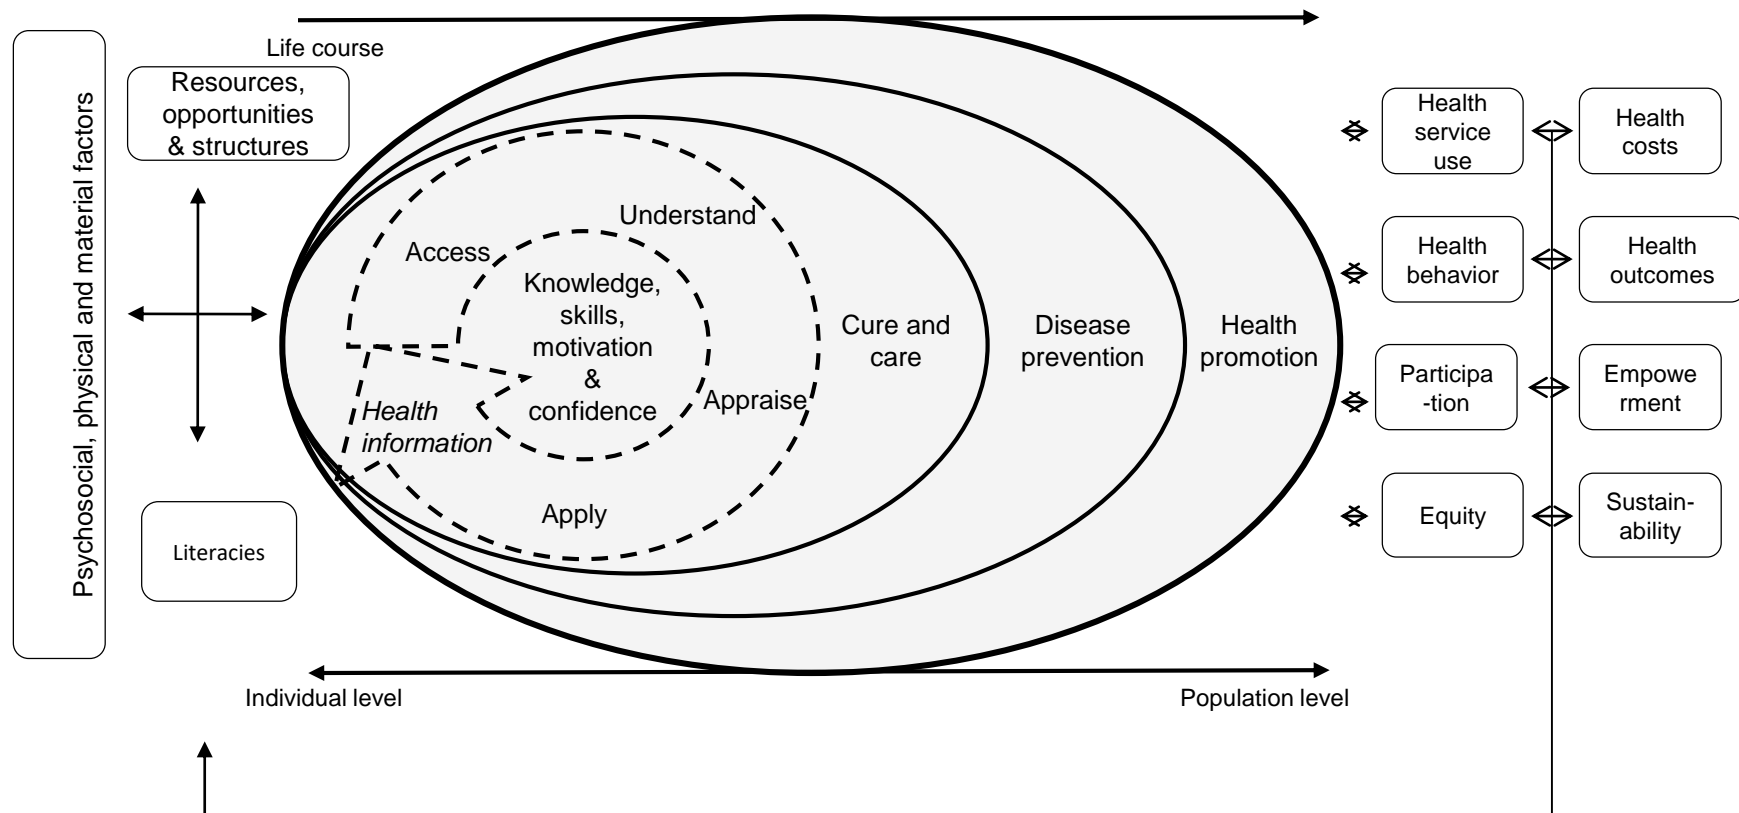 Life course
Psychosocial, physical and material factors
Resources,
opportunities
& structures
Literacies
Access
Understand
Knowledge,
skills,
motivation
&
confidence
Appraise
Health
information
Apply
Cure and
care
Disease
prevention
Health
promotion
Individual level
Population level
Health
service
use
Health
costs
Health
behavior
Health
outcomes
Participa
-tion
Empowe
rment
Equity
Sustain-
ability